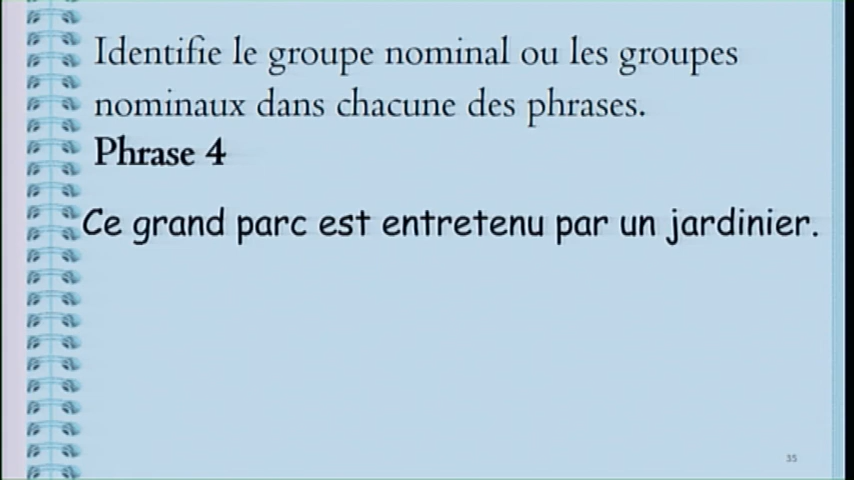 Identifie le groupe nominal ou les groupes
nominaux dans chacune des phrases.
Phrase 4
Ce grand parc est entretenu par un jardinier.
35